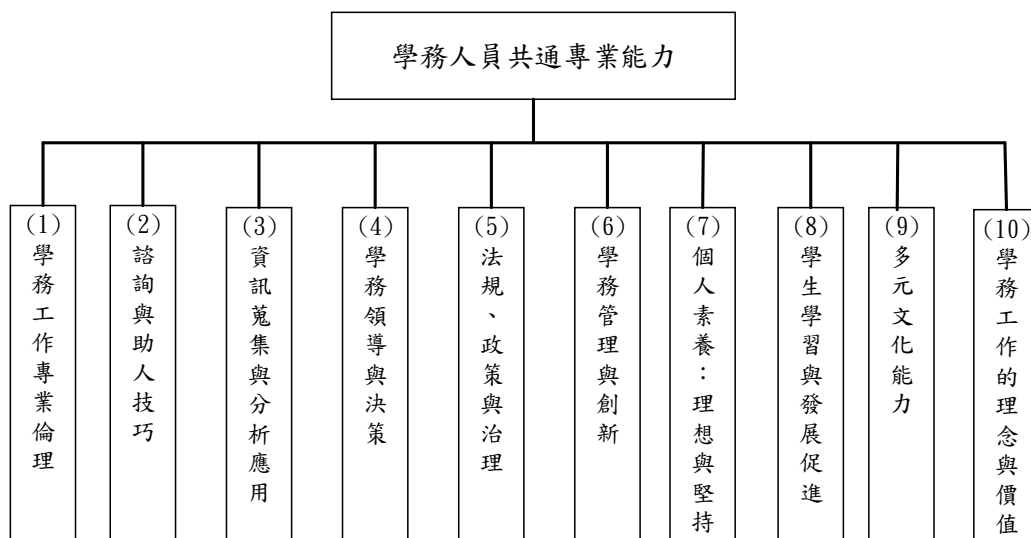 學務人員共通專業能力
(1)學務工作專業倫理
(2)諮詢與助人技巧
(3)資訊蒐集與分析應用
(4)學務領導與決策
(5)法規、政策與治理
(6)學務管理與創新
(7)個人素養：理想與堅持
(8)學生學習與發展促進
(9)多元文化能力
(10)學務工作的理念與價值